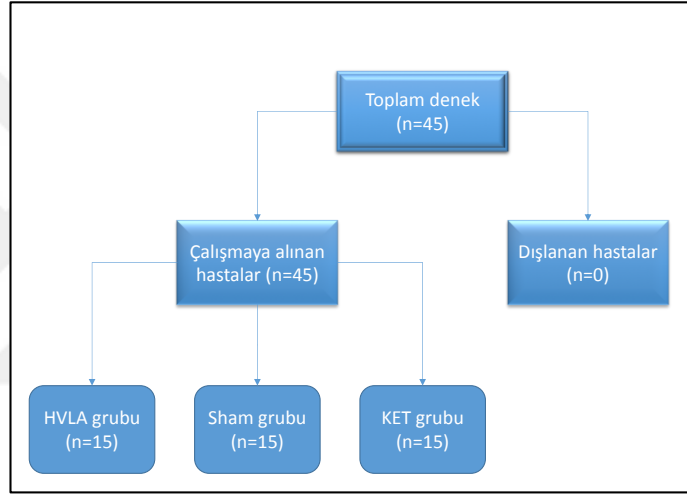 Toplam denek
(n=45)
Çalışmaya alınan
hastalar (n=45)
Dışlanan hastalar
(n=0)
HVLA grubu
(n=15)
Sham grubu
(n=15)
KET grubu
(n=15)